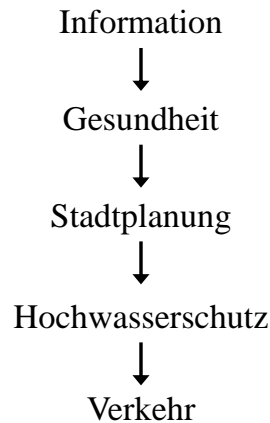 Information
Gesundheit
Stadtplanung
Hochwasserschutz
Verkehr